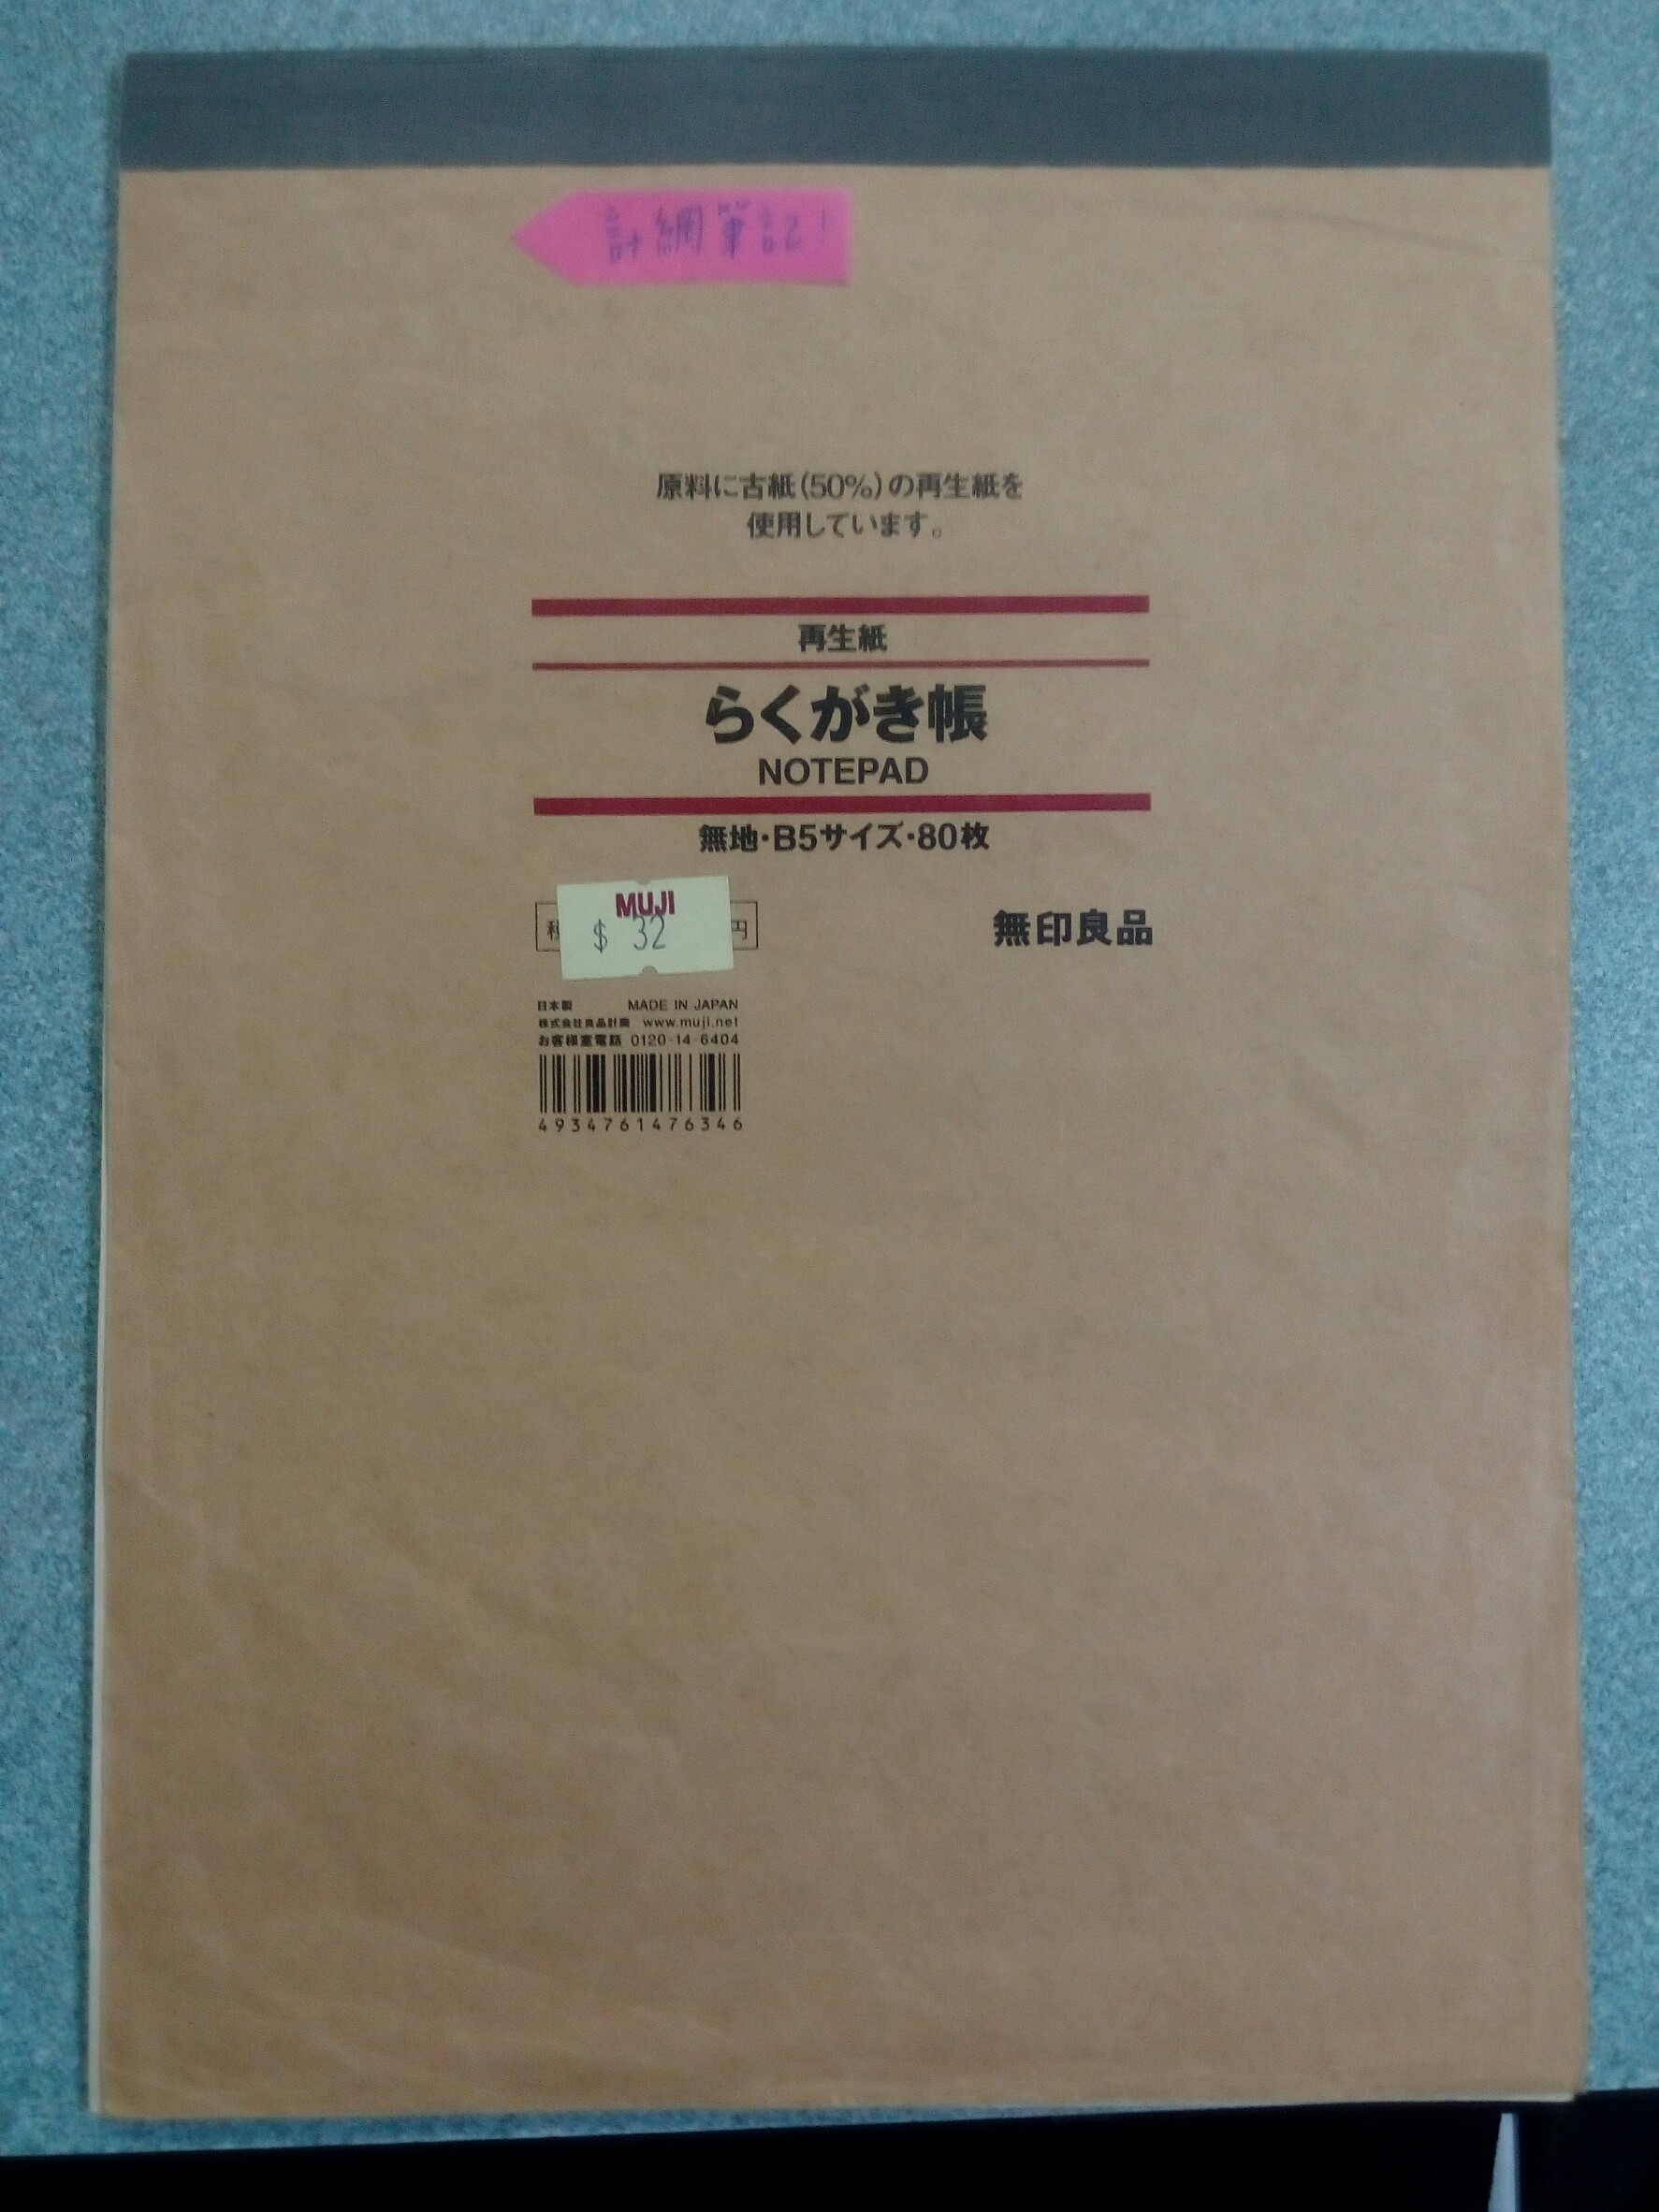 計網筆記!
原料に古紙(50%)の再生紙を
使用しています。
再生紙
らくがき帳
NOTEPAD
無地・B5サイズ・80枚
MUJI
$ 32
円
無印良品
日本製 MADE IN JAPAN
株式会社良品計画 www.muji.net
お客様室電話 0120-14-6404
4934761476346